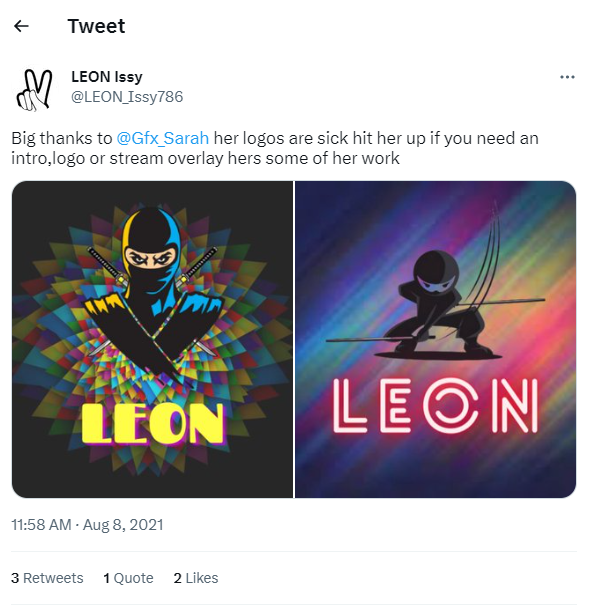 Tweet
LEON Issy
@LEON_Issy786
Big thanks to @Gfx_Sarah her logos are sick hit her up if you need an
intro,logo or stream overlay hers some of her work
LEON
LEON
11:58 AM · Aug 8, 2021
3 Retweets 1 Quote 2 Likes